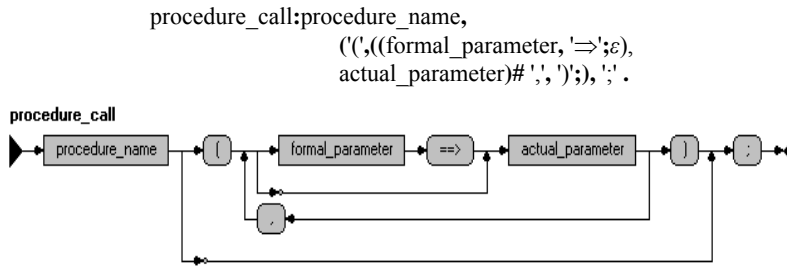 procedure_call:procedure_name,
('(',((formal_parameter, '⇒';ε),
actual_parameter)# ',', ')';), ';' .
procedure_call
procedure_name ( formal_parameter ==> actual_parameter ) ;
,